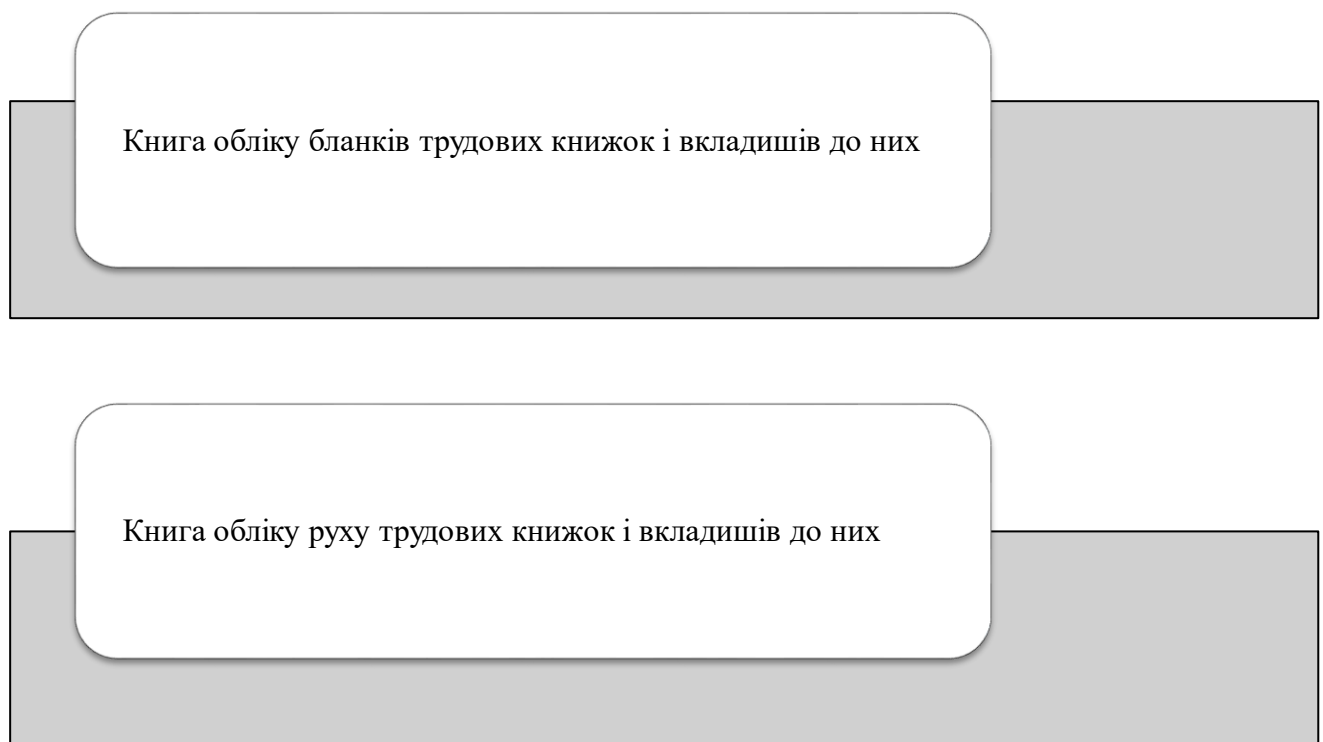 Книга обліку бланків трудових книжок і вкладишів до них
Книга обліку руху трудових книжок і вкладишів до них